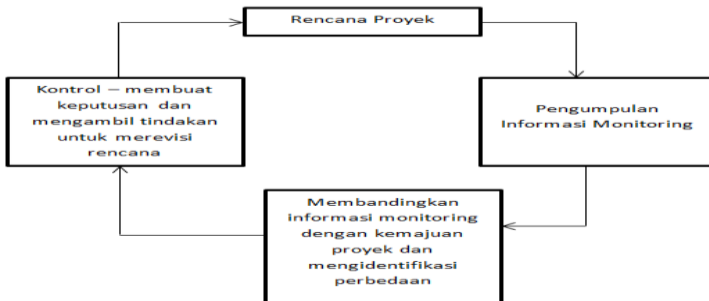 Rencana Proyek
Kontrol – membuat
keputusan dan
mengambil tindakan
untuk merevisi
rencana
Pengumpulan
Informasi Monitoring
Membandingkan
informasi monitoring
dengan kemajuan
proyek dan
mengidentifikasi
perbedaan